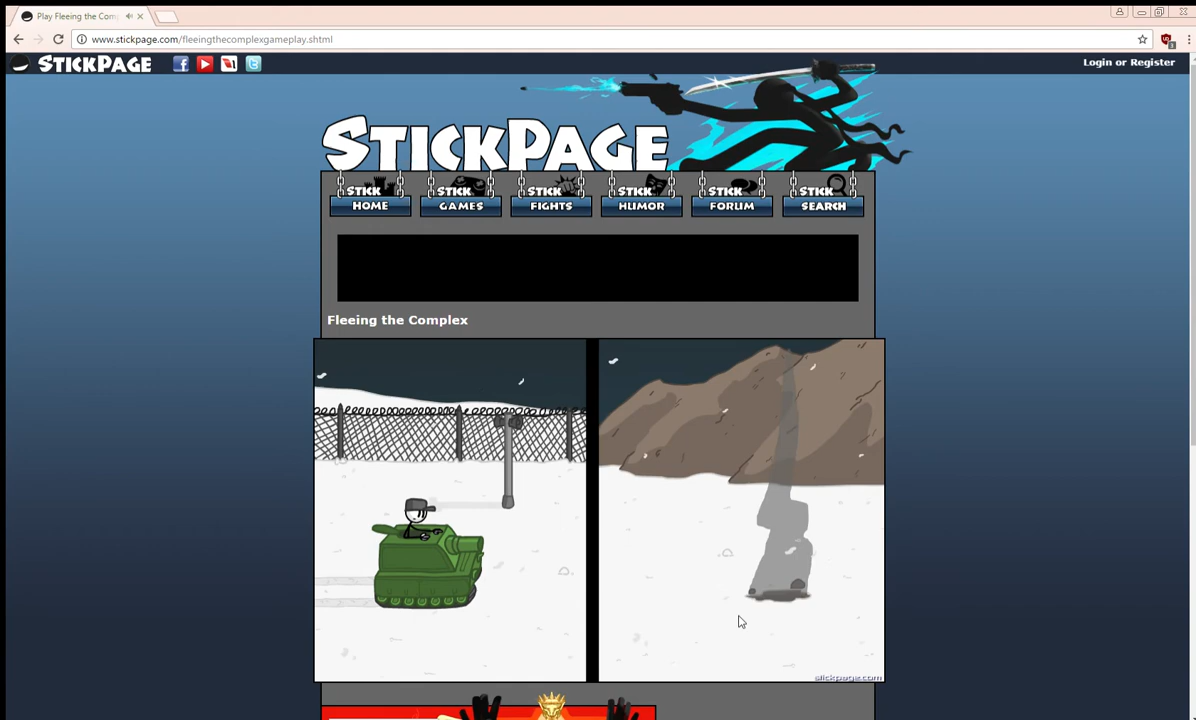 Play Fleeing the Com
www.stickpage.com/fleeingthecomplexgameplay.shtml
STICKPAGE
Login or Register
STICKPAGE
STICK HOME
STICK GAMES
STICK FIGHTS
STICK HUMOR
STICK FORUM
STICK SEARCH
Fleeing the Complex
stickpage.com